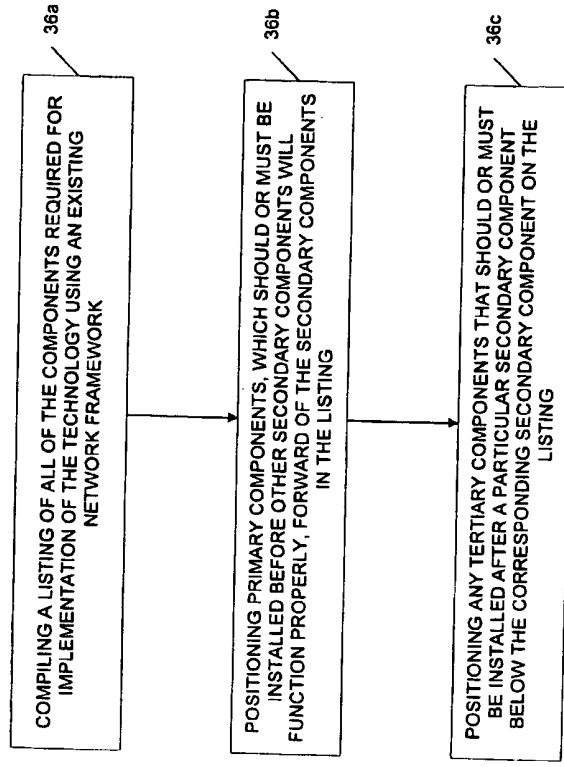 36a
COMPILING A LISTING OF ALL OF THE COMPONENTS REQUIRED FOR
IMPLEMENTATION OF THE TECHNOLOGY USING AN EXISTING
NETWORK FRAMEWORK
36b
POSITIONING PRIMARY COMPONENTS, WHICH SHOULD OR MUST BE
INSTALLED BEFORE OTHER SECONDARY COMPONENTS WILL
FUNCTION PROPERLY, FORWARD OF THE SECONDARY COMPONENTS
IN THE LISTING
36c
POSITIONING ANY TERTIARY COMPONENTS THAT SHOULD OR MUST
BE INSTALLED AFTER A PARTICULAR SECONDARY COMPONENT
BELOW THE CORRESPONDING SECONDARY COMPONENT ON THE
LISTING